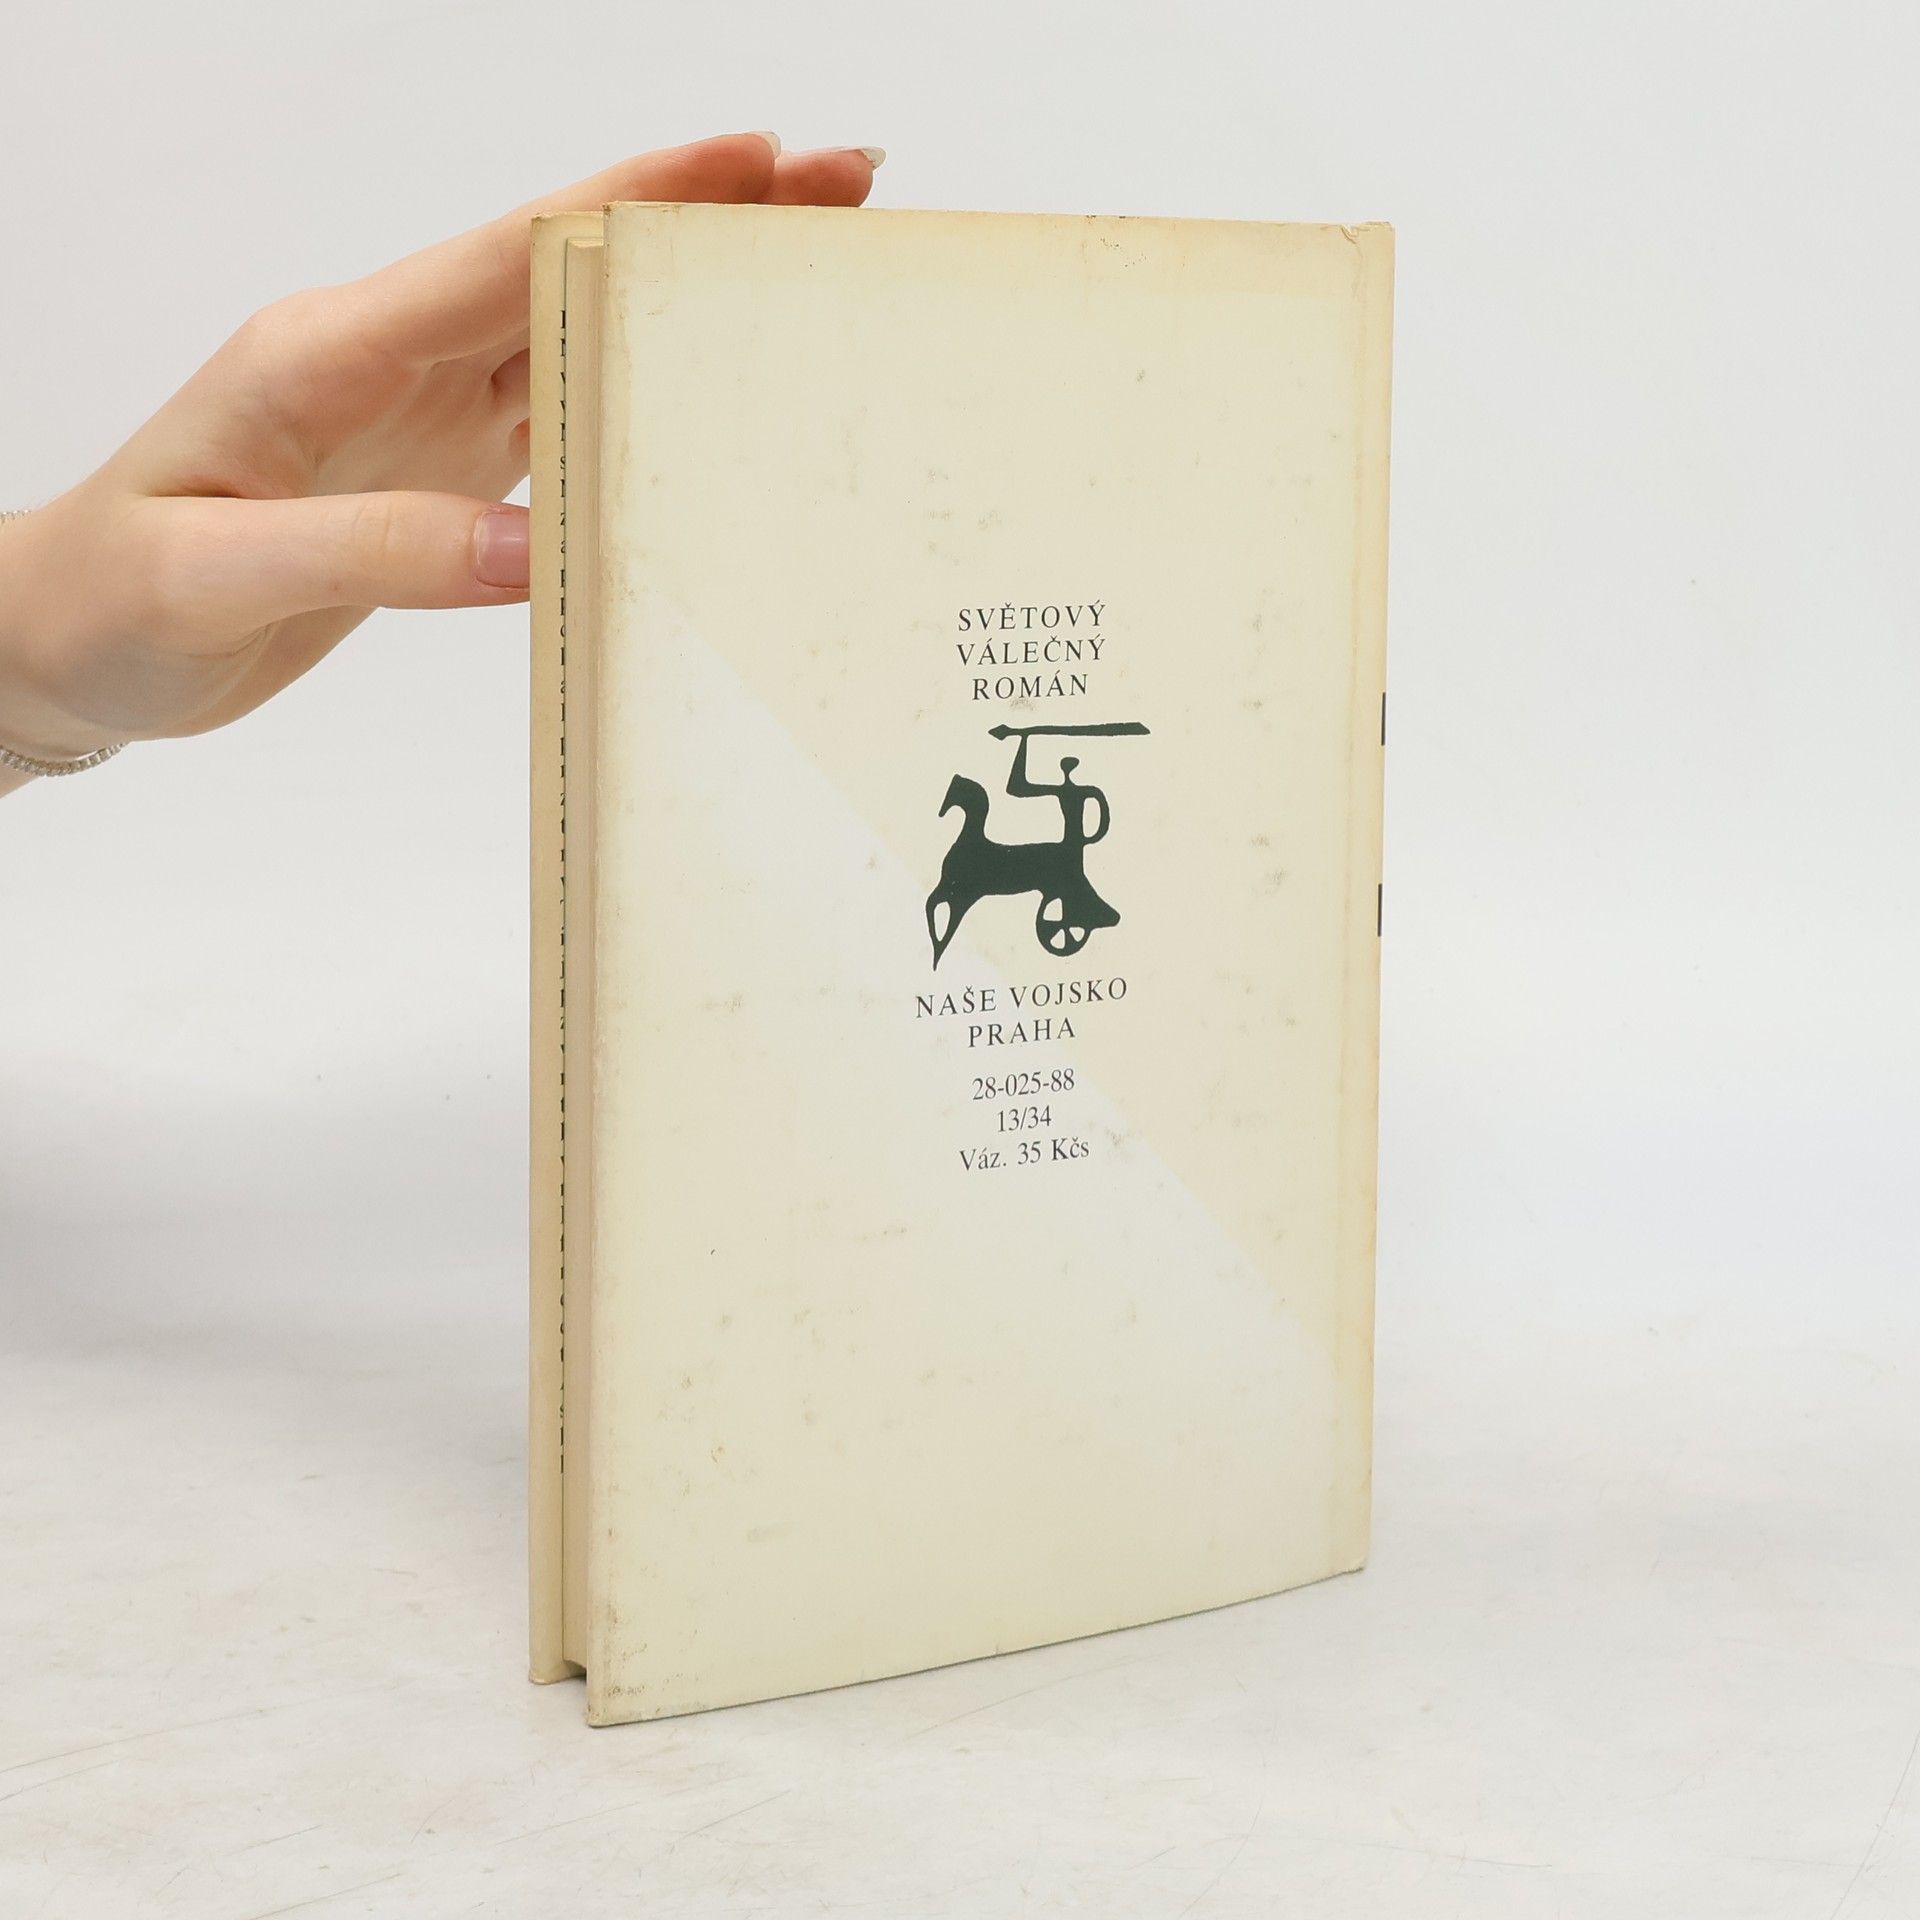 SVĚTOVÝ
VÁLEČNÝ
ROMÁN
NAŠE VOJSKO
PRAHA
28-025-88
13/34
Váz. 35 Kčs